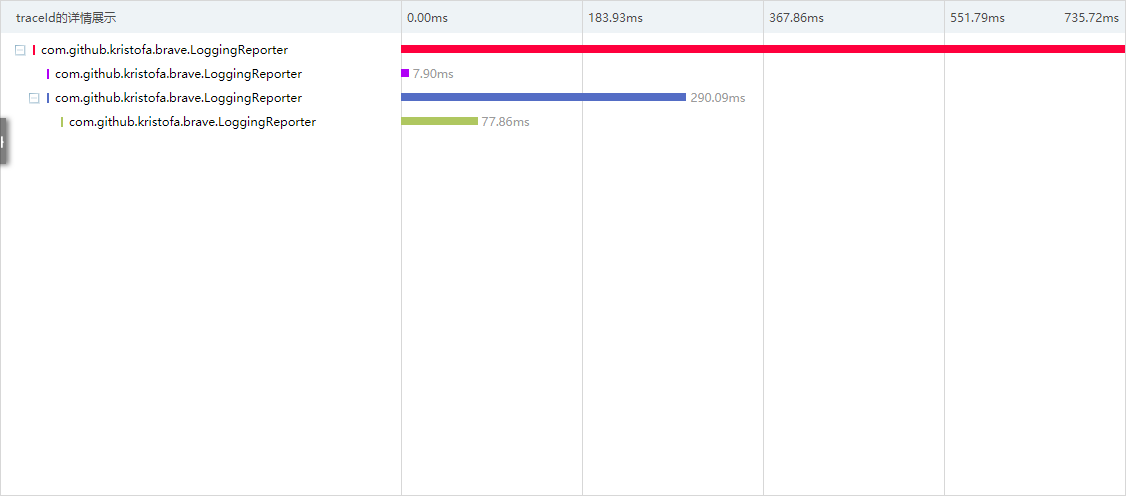 traceId的详情展示 0.00ms 183.93ms 367.86ms 551.79ms 735.72ms
com.github.kristofa.brave.LoggingReporter
com.github.kristofa.brave.LoggingReporter 7.90ms
com.github.kristofa.brave.LoggingReporter 290.09ms
com.github.kristofa.brave.LoggingReporter 77.86ms